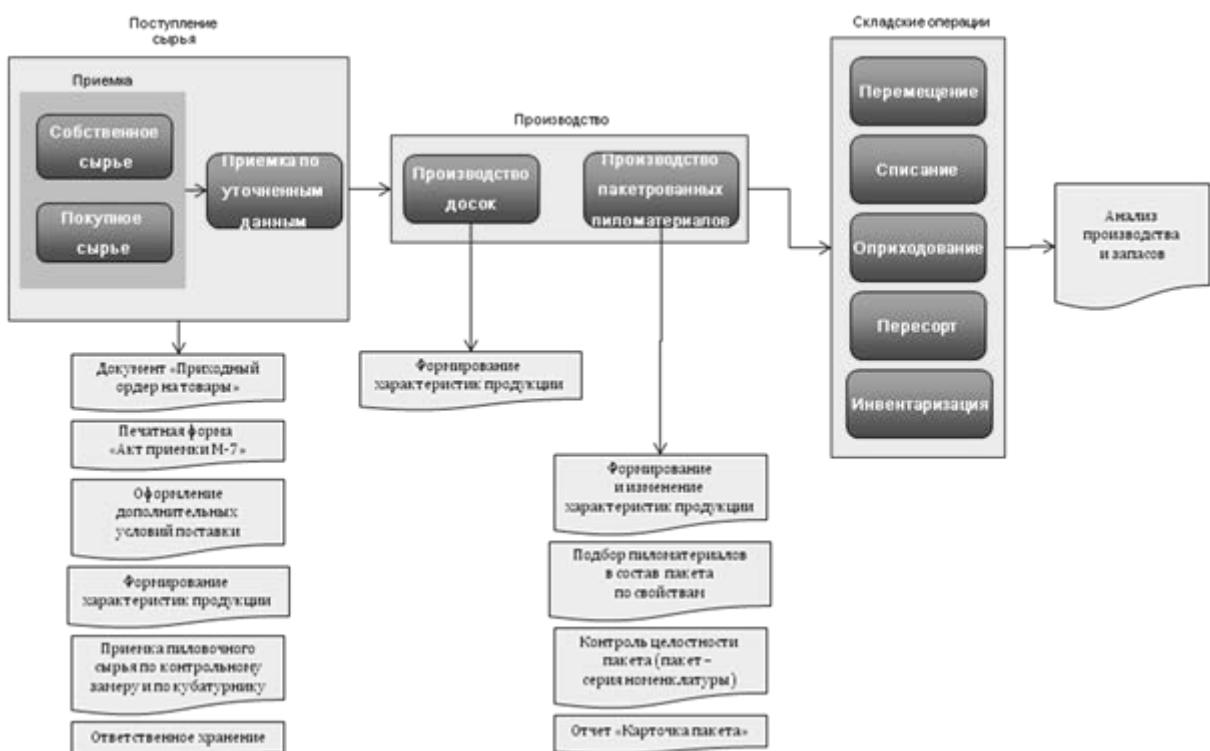 Поступление
сырья
Приемка
Собственное
сырье
Покупное
сырье
Приемка по
уточненным
данным
Производство
Производство
досок
Производство
пакетрованных
пиломатериалов
Складские операции
Перемещение
Списание
Оприходование
Пересорт
Инвентаризация
Анализ
производства
и запасов
Документ «Приходный
ордер на товары»
Печатная форма
«Акт приемки М-7»
Оформление
дополнительных
условий поставки
Формирование
характеристик продукции
Приемка пиловочного
сырья по контрольному
замеру и по кубатурнику
Ответственное хранение
Формирование
характеристик продукции
Формирование
и изменение
характеристик продукции
Подбор пиломатериалов
в состав пакета
по свойствам
Контроль целостности
пакета (пакет –
серия номенклатуры)
Отчет «Карточка пакета»